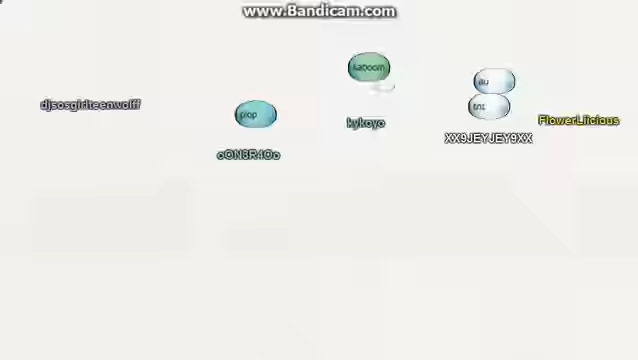 www.Bandicam.com
kaboom
au
djsosgirlteenwolff
plop
tnt
kykoyo
FlowerLiicious
XX9JEYJEY9XX
oON3R4Oo